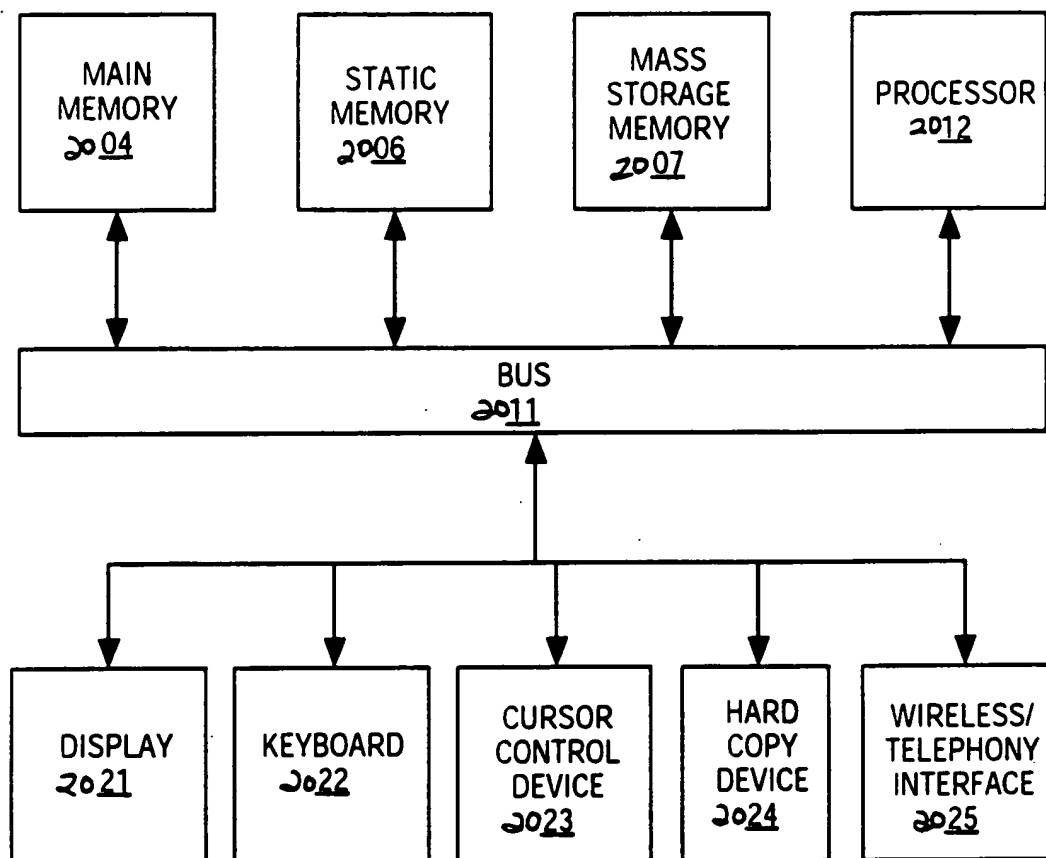 MAIN
MEMORY
2004
STATIC
MEMORY
2006
MASS
STORAGE
MEMORY
2007
PROCESSOR
2012
BUS
2011
DISPLAY
2021
KEYBOARD
2022
CURSOR
CONTROL
DEVICE
2023
HARD
COPY
DEVICE
2024
WIRELESS/
TELEPHONY
INTERFACE
2025